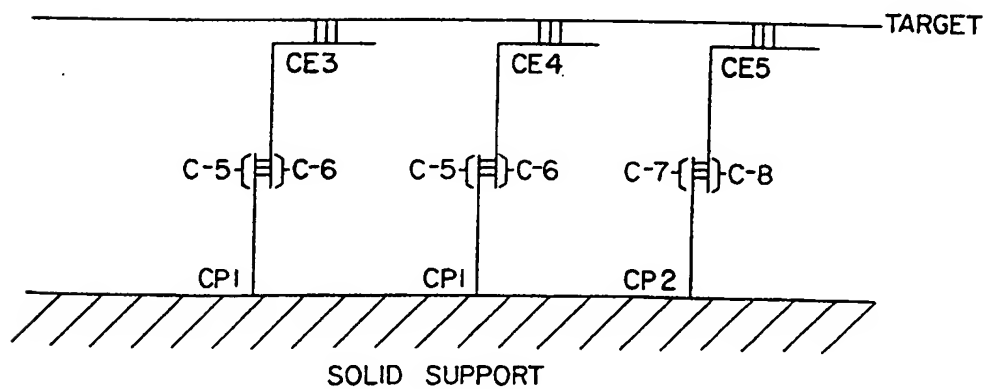 TARGET
CE3 CE4 CE5
C-5 C-6 C-5 C-6 C-7 C-8
CP1 CP1 CP2
SOLID SUPPORT